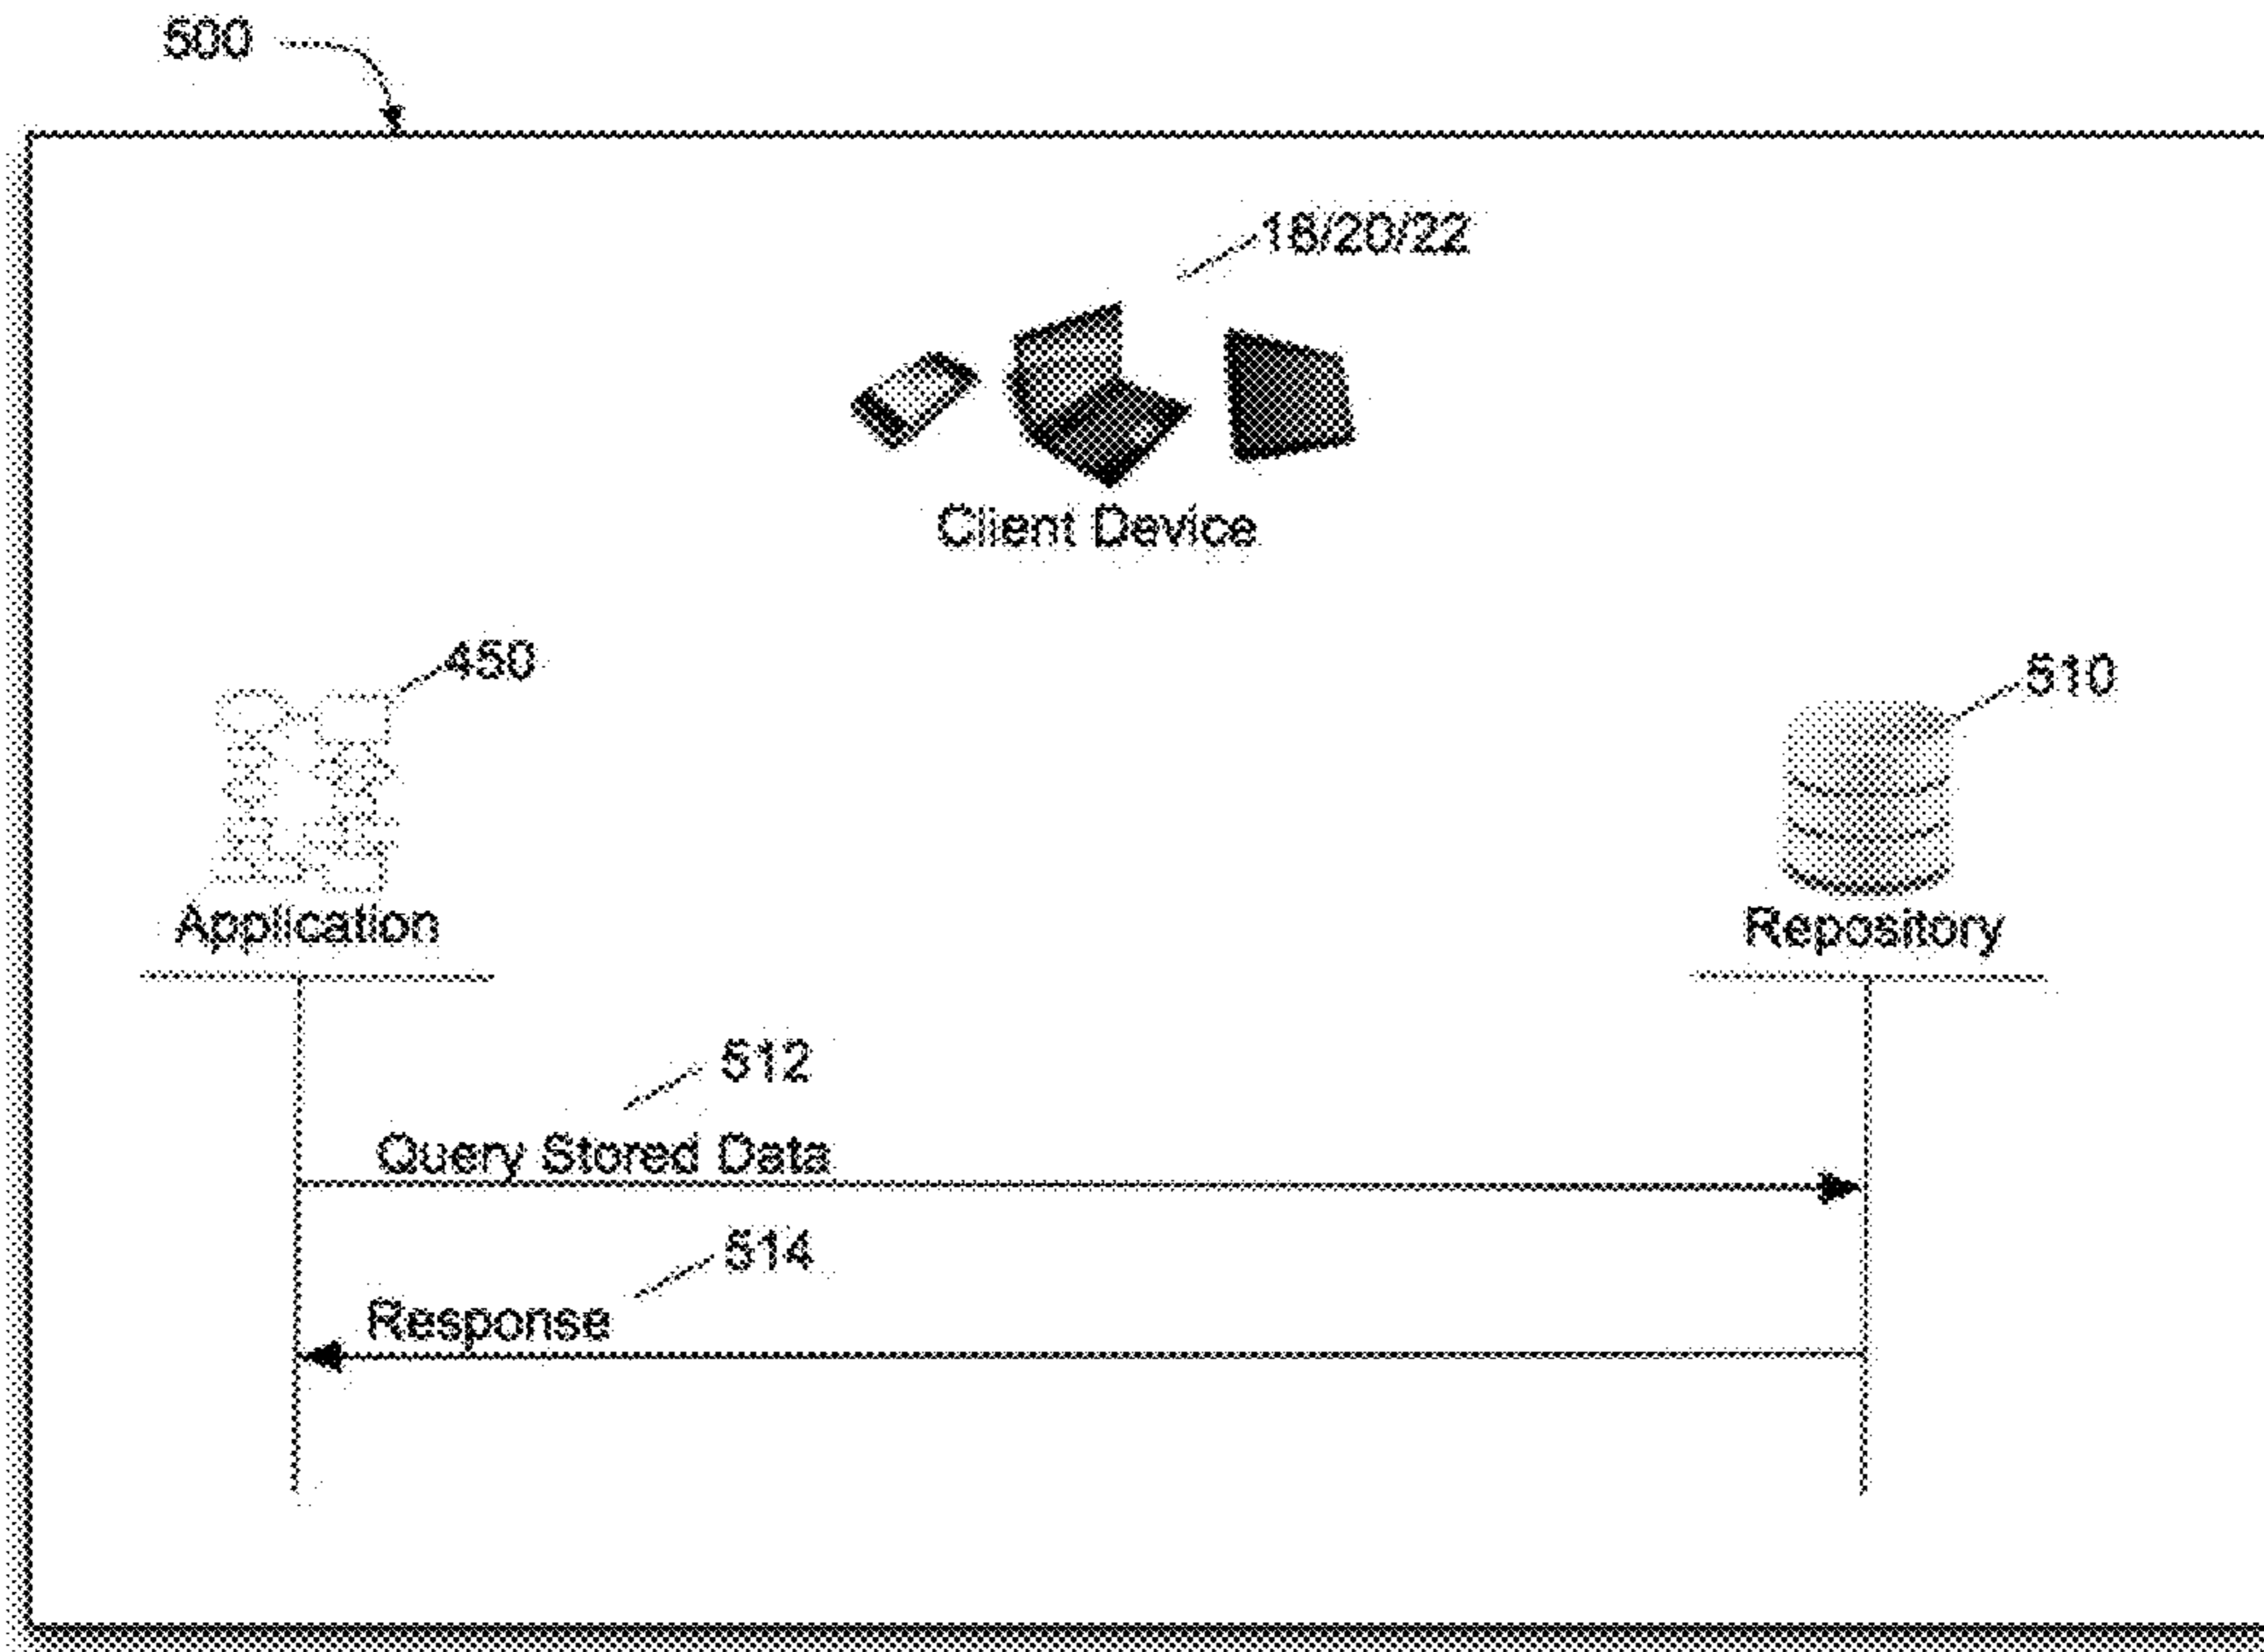 500
18/20/22
Client Device
450
510
Application
Repository
512
Query Stored Data
514
Response